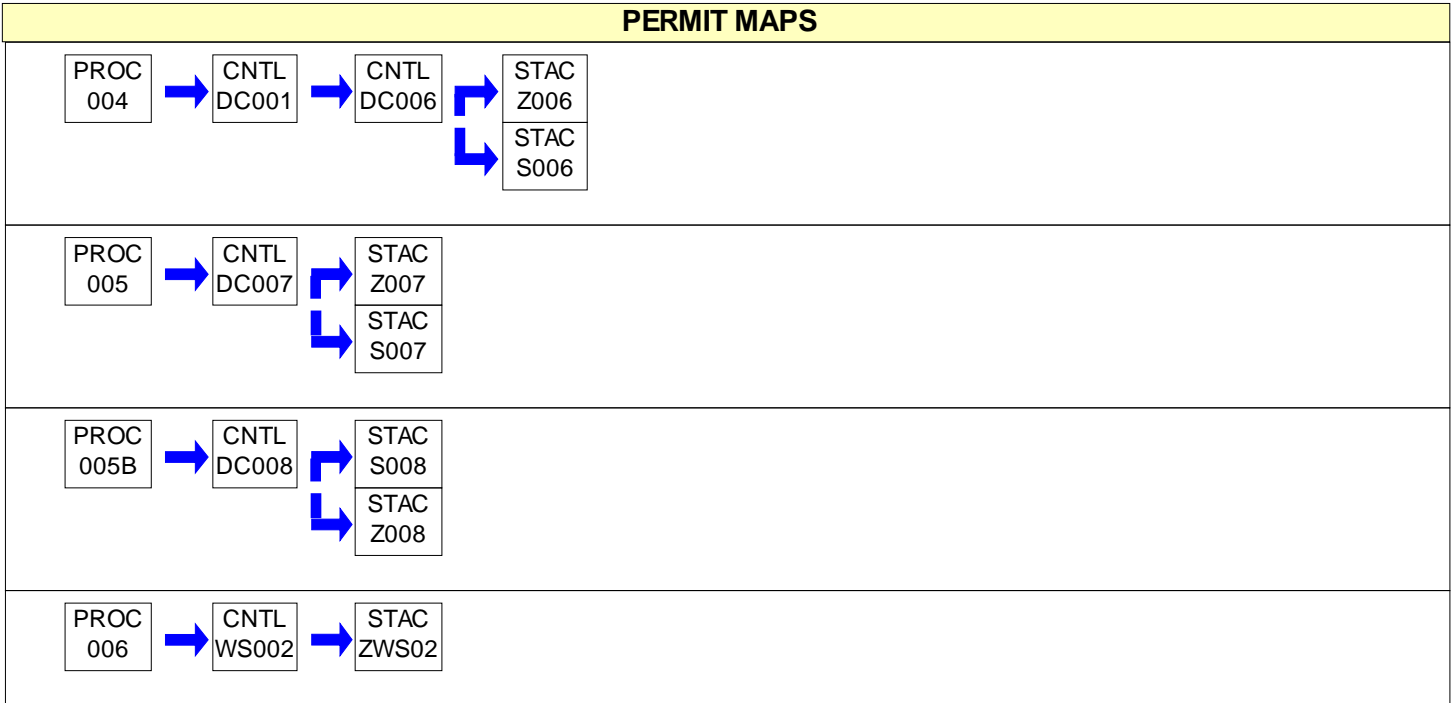 PERMIT MAPS
PROC
004
CNTL
DC001
CNTL
DC006
STAC
Z006
STAC
S006
PROC
005
CNTL
DC007
STAC
Z007
STAC
S007
PROC
005B
CNTL
DC008
STAC
S008
STAC
Z008
PROC
006
CNTL
WS002
STAC
ZWS02